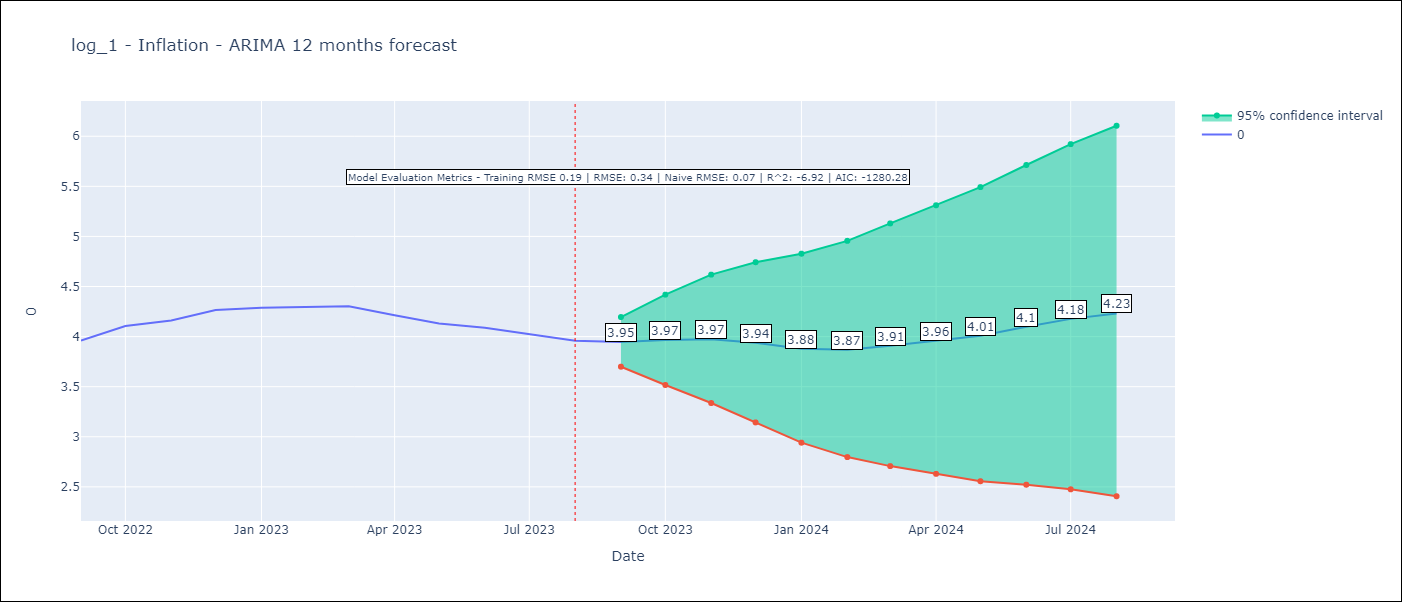 log_1 - Inflation - ARIMA 12 months forecast
95% confidence interval
0
6
Model Evaluation Metrics - Training RMSE 0.19 | RMSE: 0.34 | Naive RMSE: 0.07 | R^2: -6.92 | AIC: -1280.28
5.5
5
4.5
4
3.5
3
2.5
0
3.95
3.97
3.97
3.94
3.88
3.87
3.91
3.96
4.01
4.1
4.18
4.23
Oct 2022
Jan 2023
Apr 2023
Jul 2023
Oct 2023
Jan 2024
Apr 2024
Jul 2024
Date